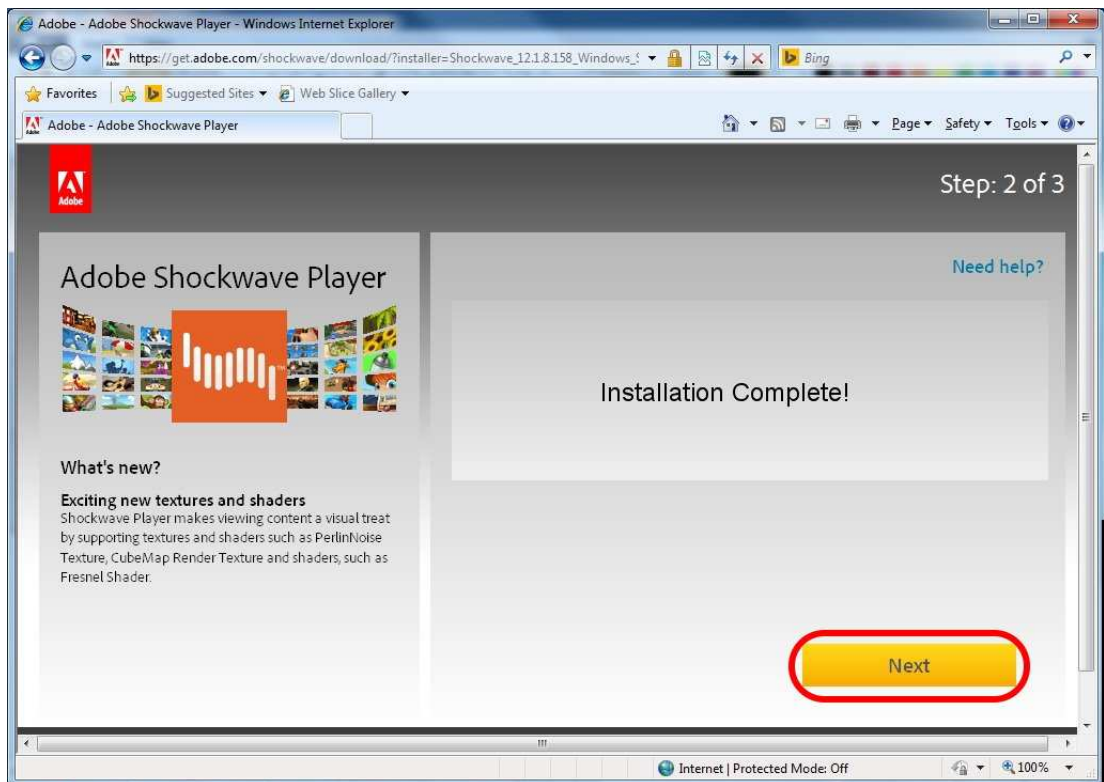 Adobe - Adobe Shockwave Player - Windows Internet Explorer
https://get.adobe.com/shockwave/download/?installer=Shockwave_12.1.8.158_Windows_
Bing
Favorites Suggested Sites Web Slice Gallery
Adobe - Adobe Shockwave Player
Page Safety Tools
Adobe
Step: 2 of 3
Adobe Shockwave Player
Need help?
Installation Complete!
What's new?
Exciting new textures and shaders
Shockwave Player makes viewing content a visual treat
by supporting textures and shaders such as PerlinNoise
Texture, CubeMap Render Texture and shaders, such as
Fresnel Shader.
Next
Internet | Protected Mode: Off
100%